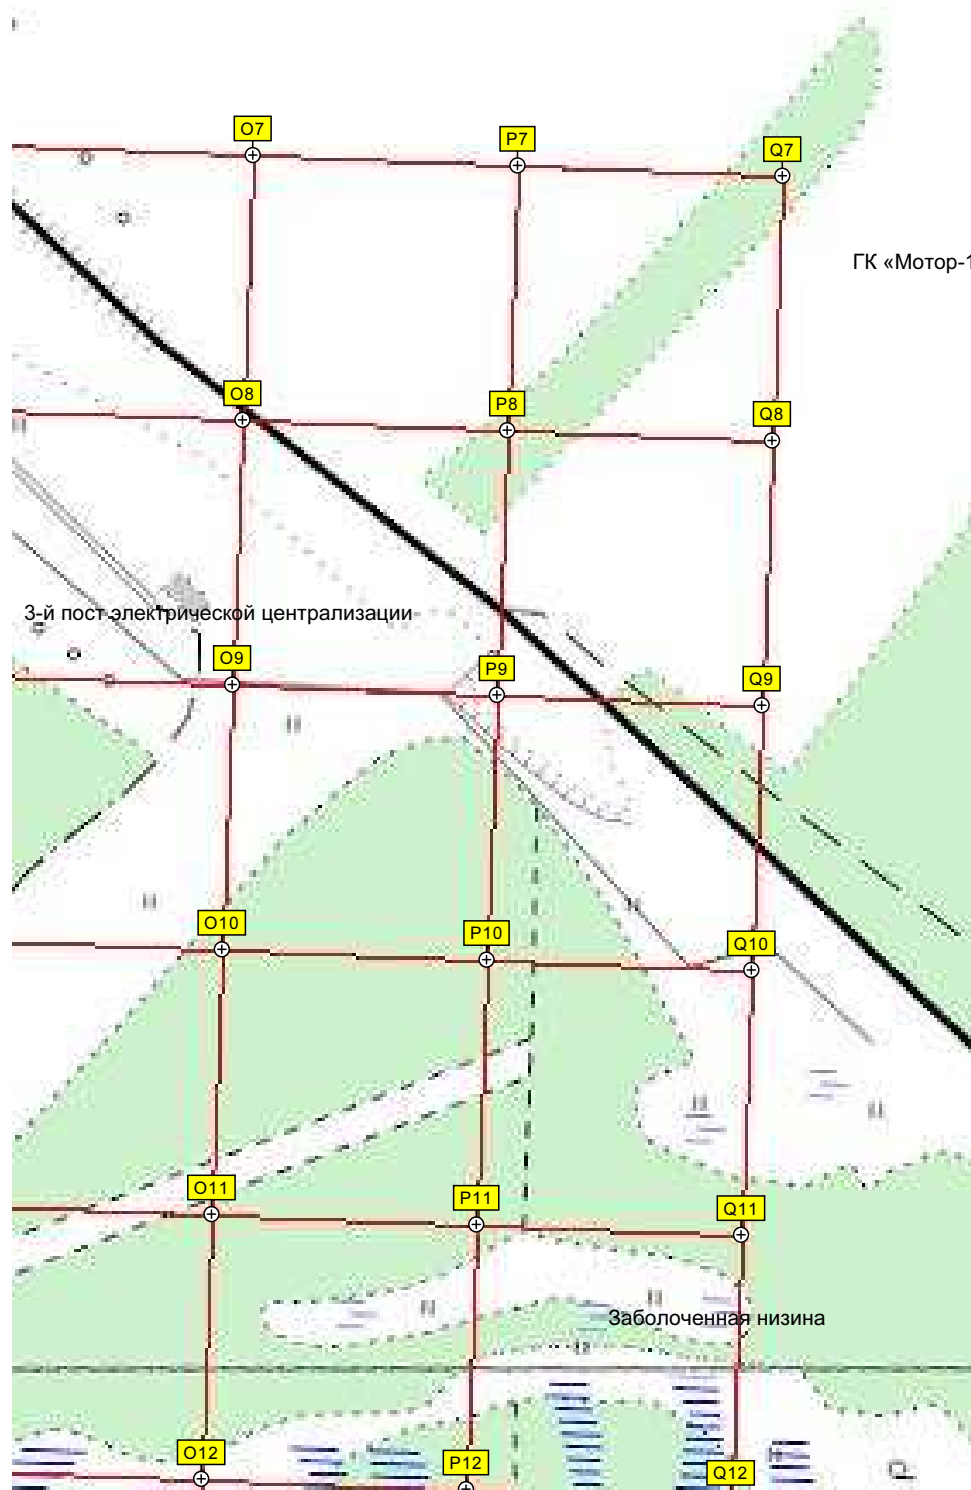 O7
P7
Q7
ГК «Мотор-1
O8
P8
Q8
3-й пост электрической централизации
O9
P9
Q9
O10
P10
Q10
O11
P11
Q11
Заболоченная низина
O12
P12
Q12